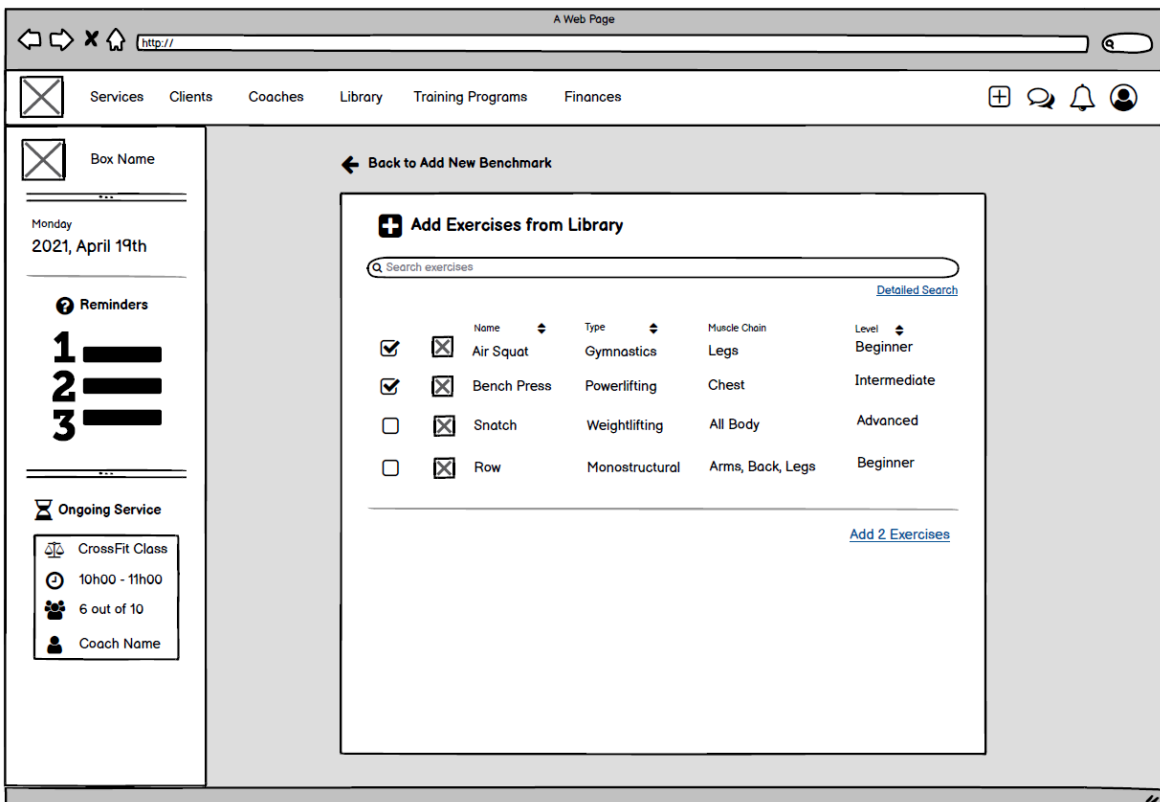 A Web Page
http://
Services Clients Coaches Library Training Programs Finances
Box Name
Monday
2021, April 19th
Reminders
1
2
3
Ongoing Service
CrossFit Class
10h00 - 11h00
6 out of 10
Coach Name
Back to Add New Benchmark
Add Exercises from Library
Search exercises
Detailed Search
Name Type Muscle Chain Level
Air Squat Gymnastics Legs Beginner
Bench Press Powerlifting Chest Intermediate
Snatch Weightlifting All Body Advanced
Row Monostructural Arms, Back, Legs Beginner
Add 2 Exercises